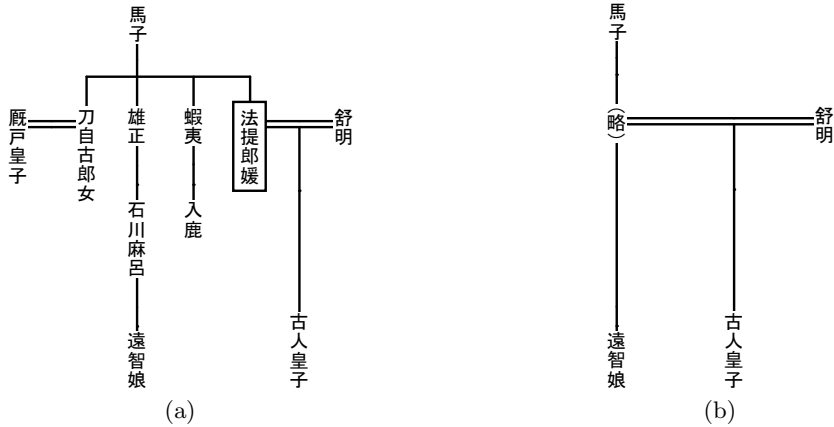 馬子
厩戸皇子
刀自古郎女
雄正
蝦夷
法提郎媛
舒明
石川麻呂
入鹿
遠智娘
古人皇子
(a)
馬子
(略)
舒明
遠智娘
古人皇子
(b)